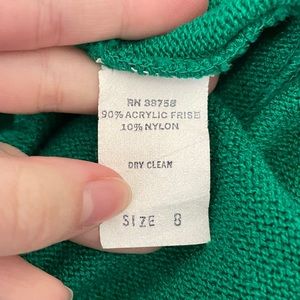 RN 38758
90% ACRYLIC FRISE
10% NYLON
DRY CLEAN
SIZE 8